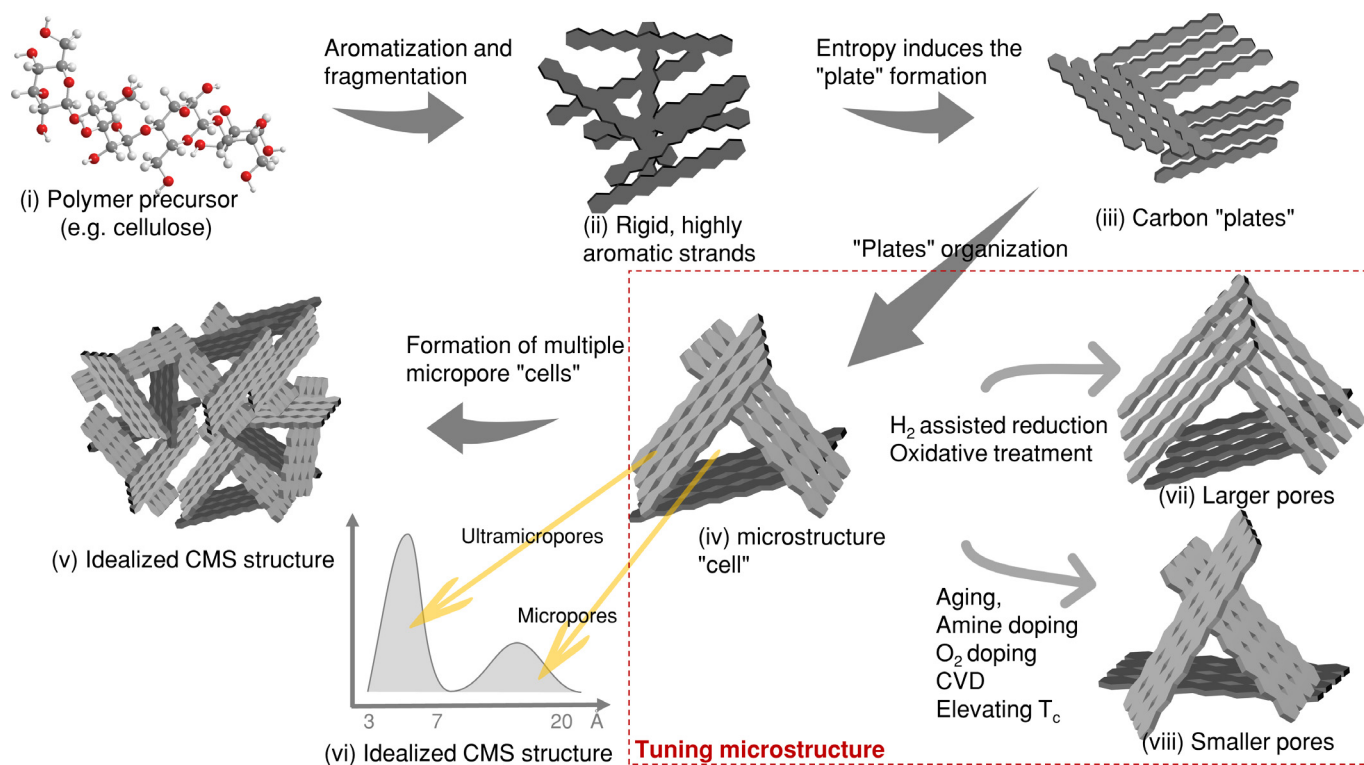 Aromatization and
fragmentation
Entropy induces the
"plate" formation
(i) Polymer precursor
(e.g. cellulose)
(ii) Rigid, highly
aromatic strands
(iii) Carbon "plates"
"Plates" organization
Formation of multiple
micropore "cells"
H₂ assisted reduction
Oxidative treatment
(vii) Larger pores
(v) Idealized CMS structure
Ultramicropores
Micropores
(iv) microstructure
"cell"
Aging,
Amine doping
O₂ doping
CVD
Elevating T꜀
3 7 20 Å
(vi) Idealized CMS structure
Tuning microstructure
(viii) Smaller pores